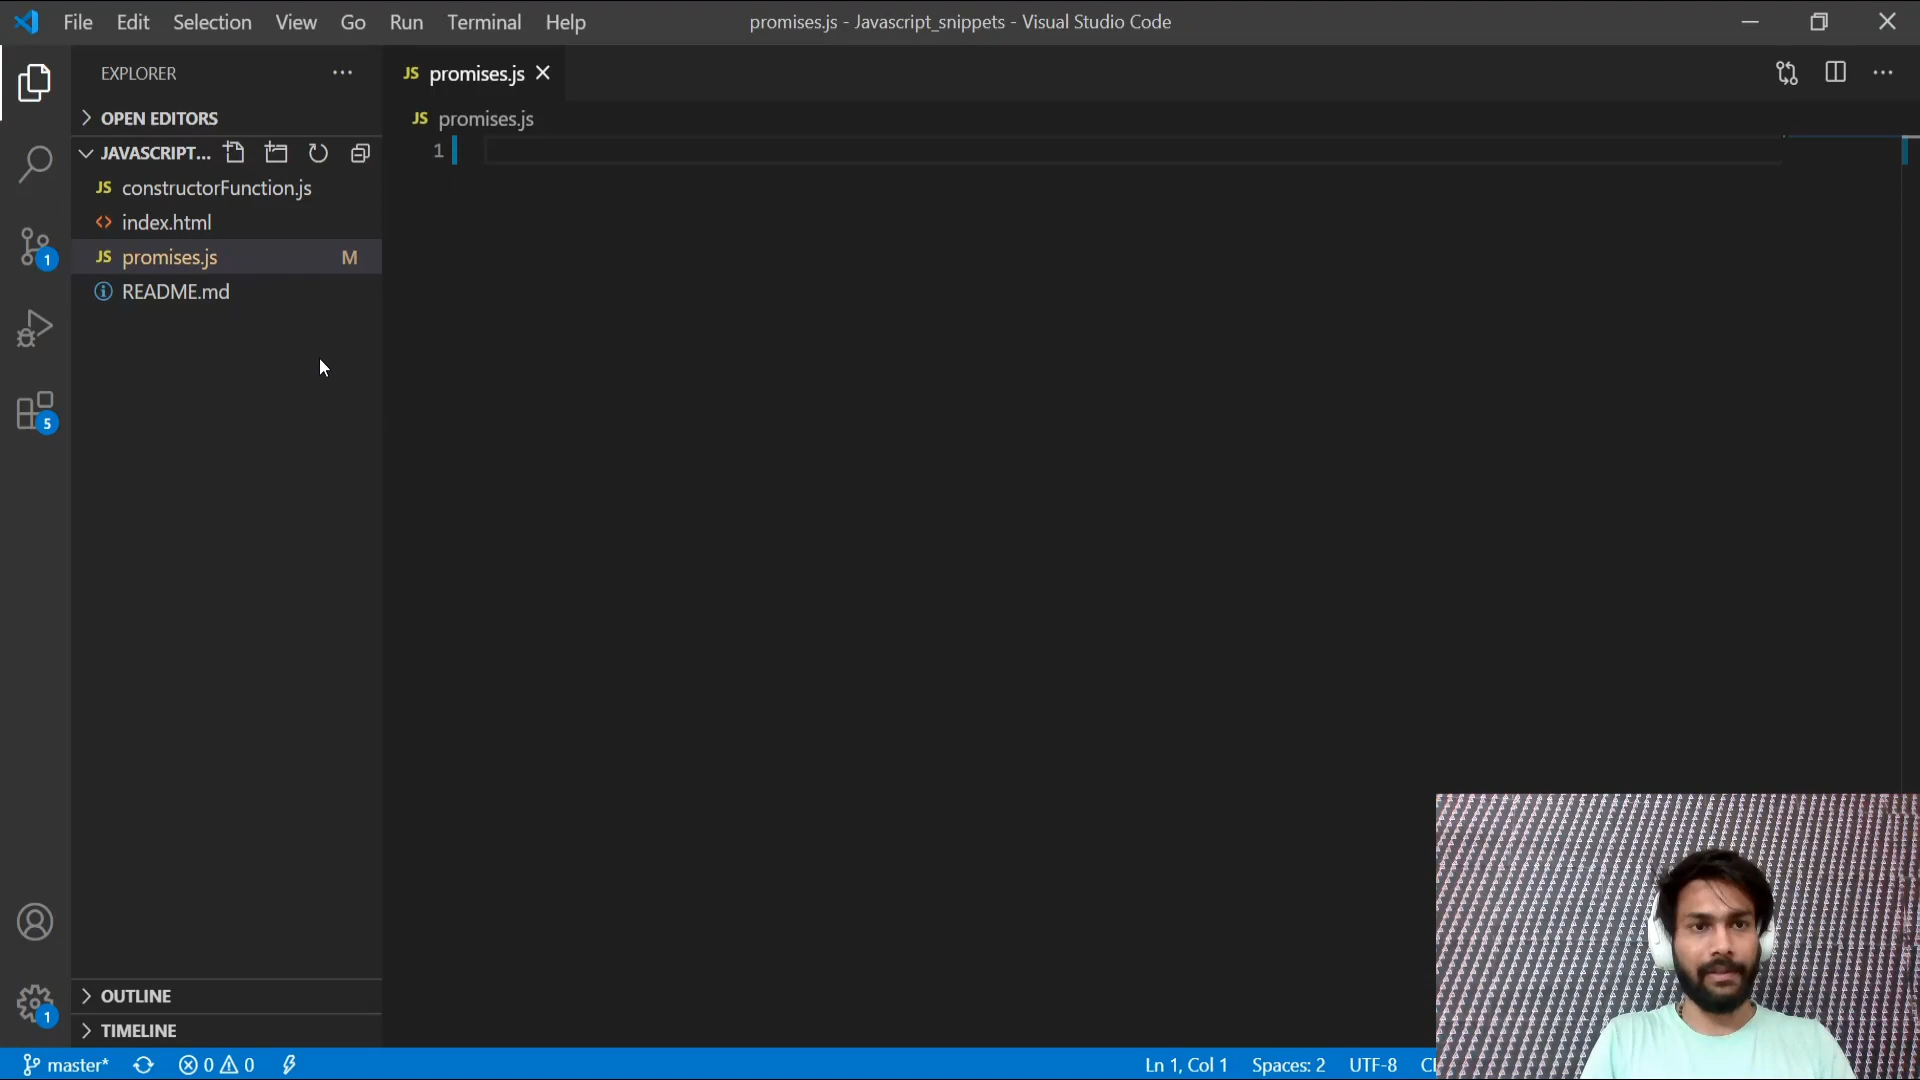 File Edit Selection View Go Run Terminal Help
promises.js - Javascript_snippets - Visual Studio Code
EXPLORER
OPEN EDITORS
JAVASCRIPT...
JS constructorFunction.js
<> index.html
JS promises.js M
README.md
OUTLINE
TIMELINE
1
5
1
JS promises.js
JS promises.js
1
master* 0 0
Ln 1, Col 1 Spaces: 2 UTF-8